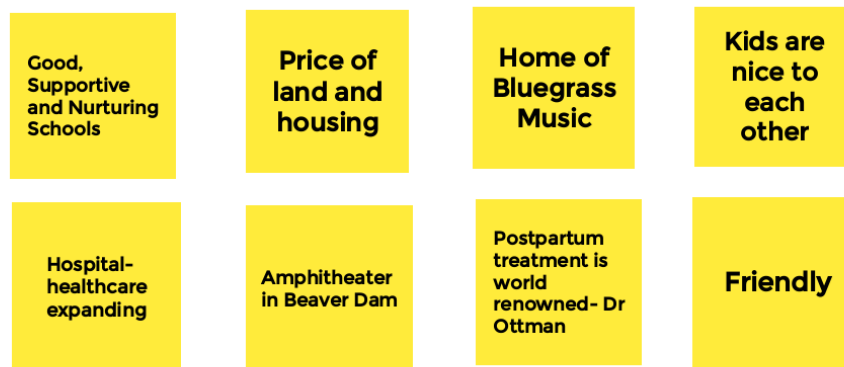 Good,
Supportive
and Nurturing
Schools
Price of
land and
housing
Home of
Bluegrass
Music
Kids are
nice to
each
other
Hospital-
healthcare
expanding
Amphitheater
in Beaver Dam
Postpartum
treatment is
world
renowned- Dr
Ottman
Friendly